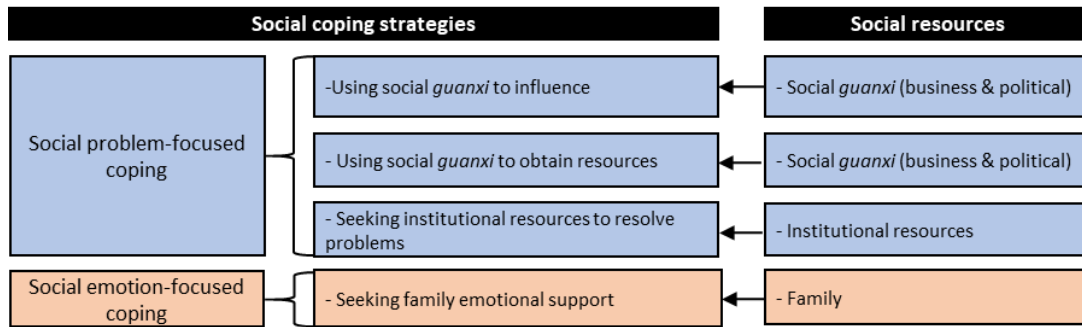 Social coping strategies
Social resources
Social problem-focused
coping
-Using social guanxi to influence
- Social guanxi (business & political)
- Using social guanxi to obtain resources
- Social guanxi (business & political)
- Seeking institutional resources to resolve
problems
- Institutional resources
Social emotion-focused
coping
- Seeking family emotional support
- Family